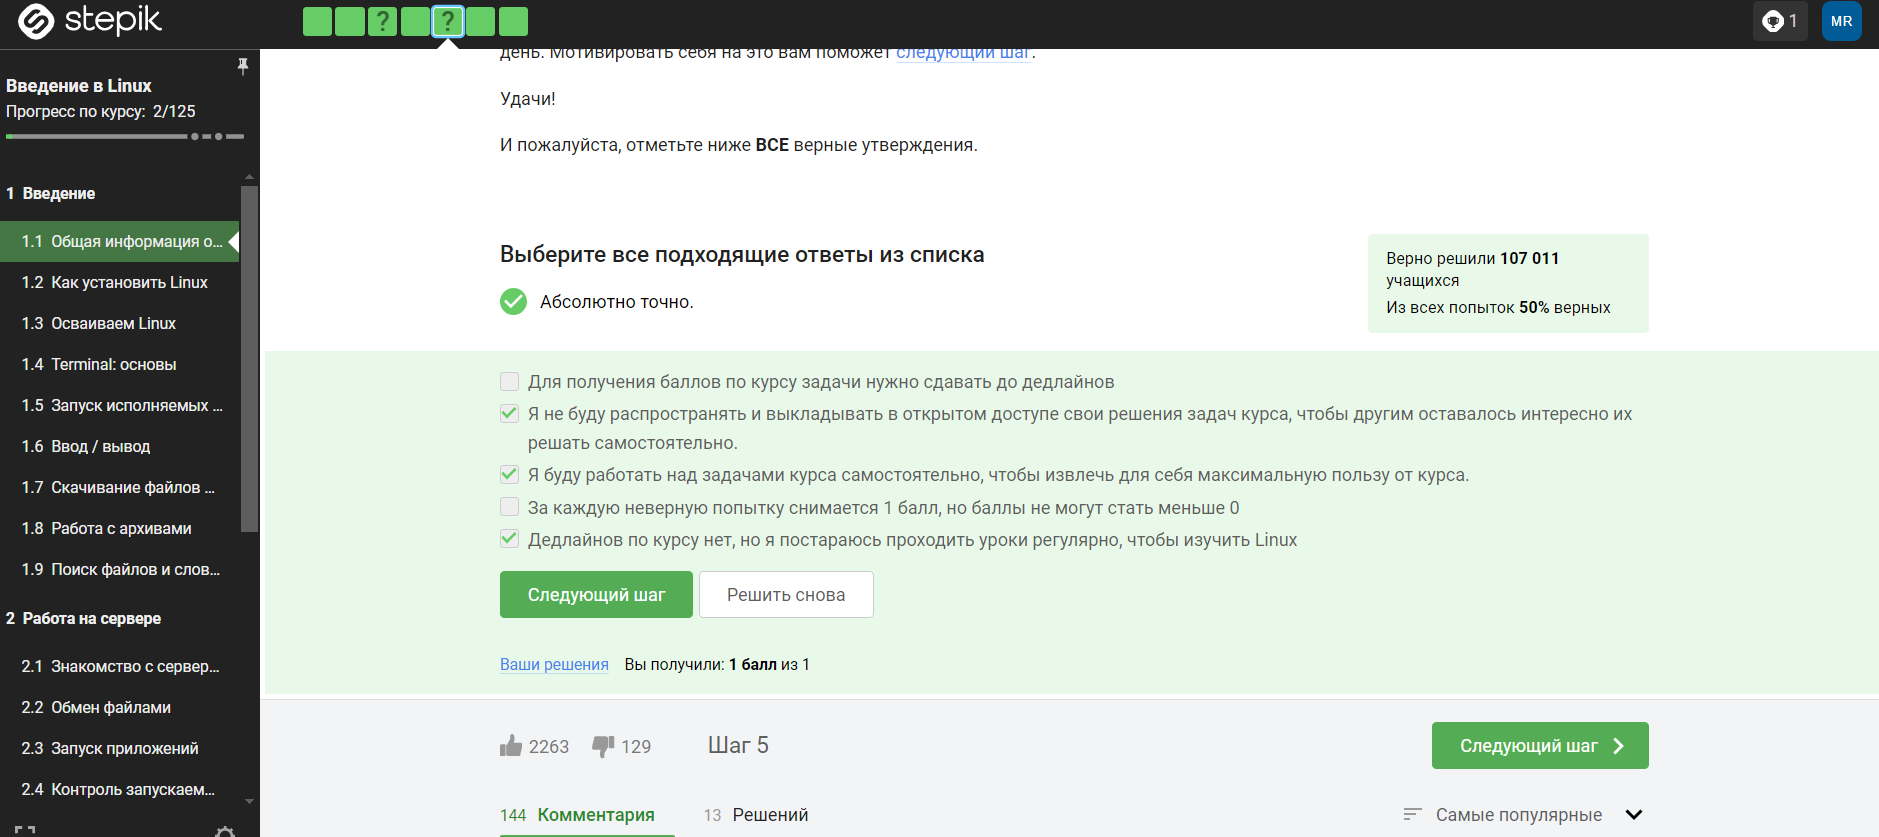 stepik
?
?
1
MR
Введение в Linux
Прогресс по курсу: 2/125
1 Введение
1.1 Общая информация о...
1.2 Как установить Linux
1.3 Осваиваем Linux
1.4 Terminal: основы
1.5 Запуск исполняемых ...
1.6 Ввод / вывод
1.7 Скачивание файлов ...
1.8 Работа с архивами
1.9 Поиск файлов и слов...
2 Работа на сервере
2.1 Знакомство с сервер...
2.2 Обмен файлами
2.3 Запуск приложений
2.4 Контроль запускаем...
день. Мотивировать себя на это вам поможет следующий шаг.
Удачи!
И пожалуйста, отметьте ниже ВСЕ верные утверждения.
Выберите все подходящие ответы из списка
Абсолютно точно.
Верно решили 107 011
учащихся
Из всех попыток 50% верных
Для получения баллов по курсу задачи нужно сдавать до дедлайнов
Я не буду распространять и выкладывать в открытом доступе свои решения задач курса, чтобы другим оставалось интересно их
решать самостоятельно.
Я буду работать над задачами курса самостоятельно, чтобы извлечь для себя максимальную пользу от курса.
За каждую неверную попытку снимается 1 балл, но баллы не могут стать меньше 0
Дедлайнов по курсу нет, но я постараюсь проходить уроки регулярно, чтобы изучить Linux
Следующий шаг
Решить снова
Ваши решения Вы получили: 1 балл из 1
2263 129 Шаг 5
Следующий шаг
144 Комментария 13 Решений
Самые популярные